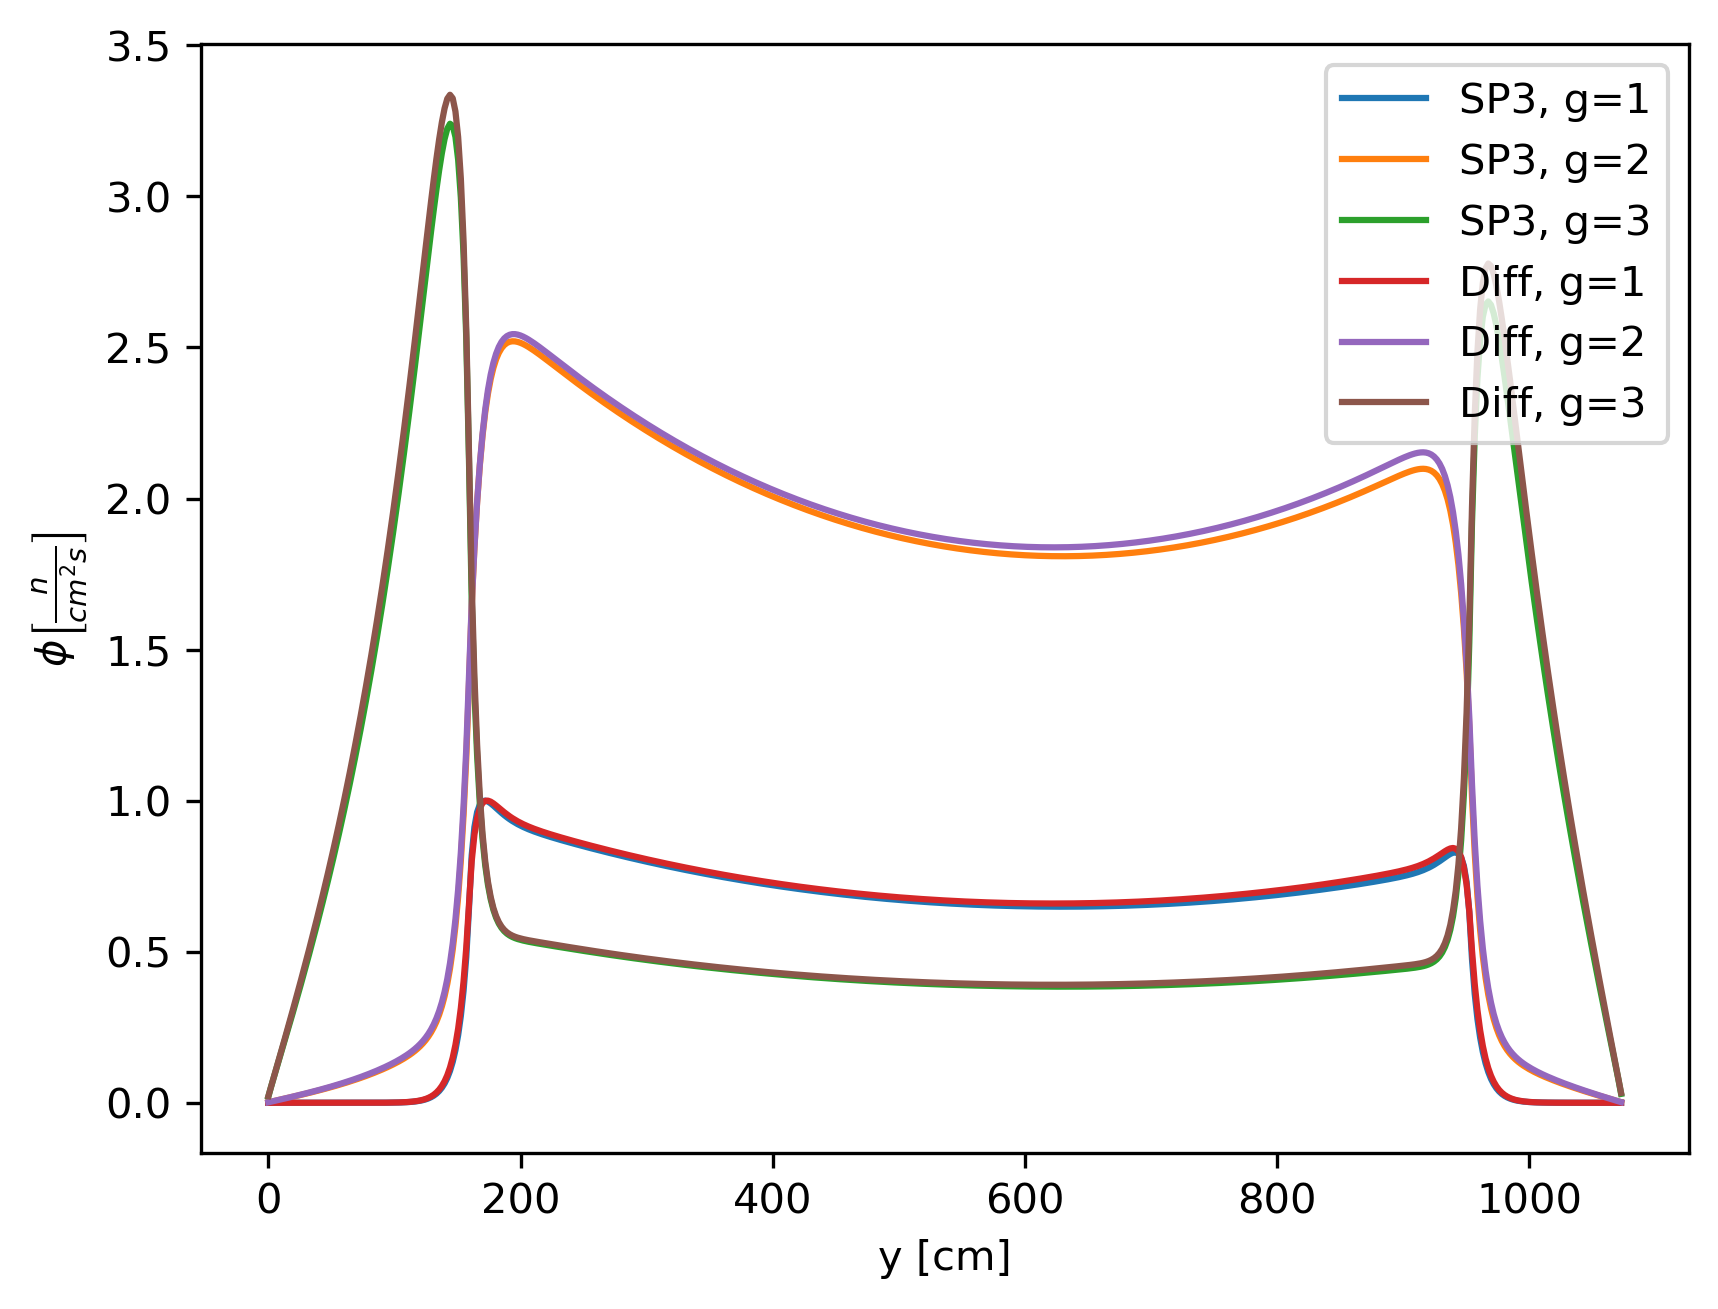 3.5
3.0
2.5
2.0
1.5
1.0
0.5
0.0
ϕ [n/cm²s]
0 200 400 600 800 1000
y [cm]
SP3, g=1
SP3, g=2
SP3, g=3
Diff, g=1
Diff, g=2
Diff, g=3